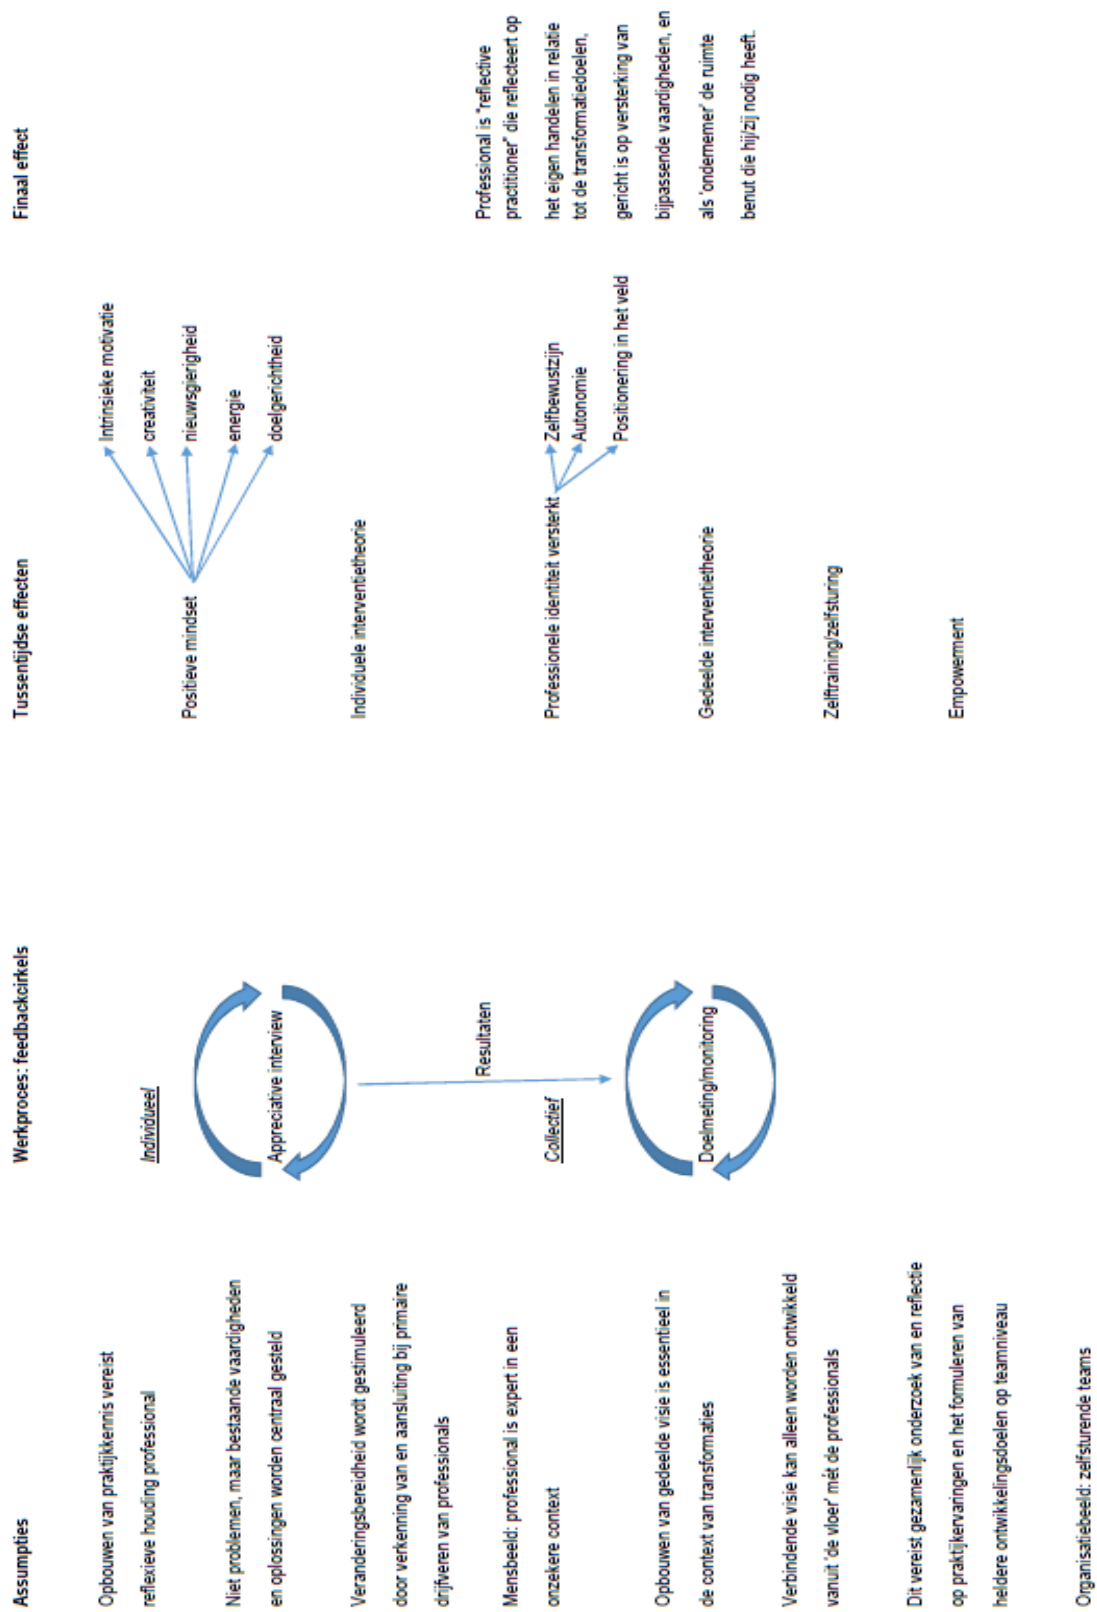 Assumpties
Opbouwen van praktijkkennis vereist
reflexieve houding professional
Niet problemen, maar bestaande vaardigheden
en oplossingen worden centraal gesteld
Veranderingsbereidheid wordt gestimuleerd
door verkenning van en aansluiting bij primaire
drijfveren van professionals
Mensbeeld: professional is expert in een
onzekere context
Opbouwen van gedeelde visie is essentieel in
de context van transformaties
Verbindende visie kan alleen worden ontwikkeld
vanuit 'de vloer' mét de professionals
Dit vereist gezamenlijk onderzoek van en reflectie
op praktijkervaringen en het formuleren van
heldere ontwikkelingsdoelen op teamniveau
Organisatiebeeld: zelfsturende teams
Werkproces: feedbackcirkels
Individueel
Appreciative interview
Resultaten
Collectief
Doelmeting/monitoring
Tussentijdse effecten
Positieve mindset
Intrinsieke motivatie
creativiteit
nieuwsgierigheid
energie
doelgerichtheid
Individuele interventietheorie
Professionele identiteit versterkt
Zelfbewustzijn
Autonomie
Positionering in het veld
Gedeelde interventietheorie
Zelftraining/zelfsturing
Empowerment
Finaal effect
Professional is "reflective
practitioner" die reflecteert op
het eigen handelen in relatie
tot de transformatiedoelen,
gericht is op versterking van
bijpassende vaardigheden, en
als 'ondernemer' de ruimte
benut die hij/zij nodig heeft.